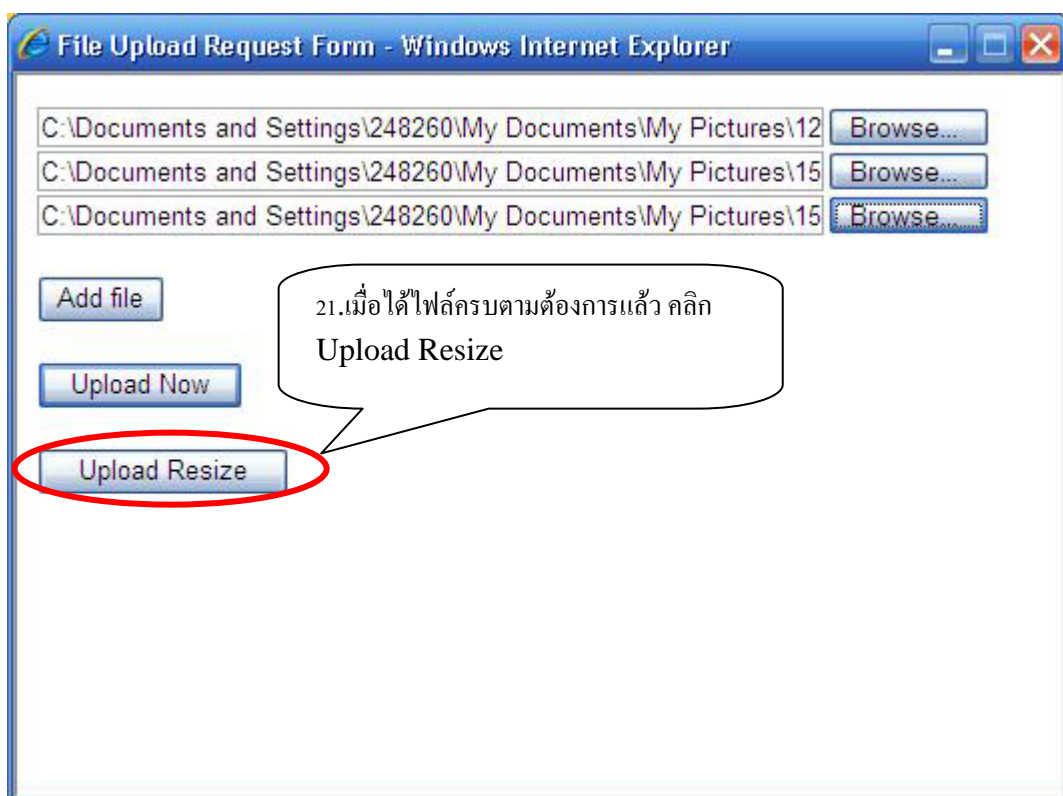 File Upload Request Form - Windows Internet Explorer
C:\Documents and Settings\248260\My Documents\My Pictures\12 Browse...
C:\Documents and Settings\248260\My Documents\My Pictures\15 Browse...
C:\Documents and Settings\248260\My Documents\My Pictures\15 Browse...
Add file
21.เมื่อได้ไฟล์ครบตามต้องการแล้ว คลิก
Upload Resize
Upload Now
Upload Resize